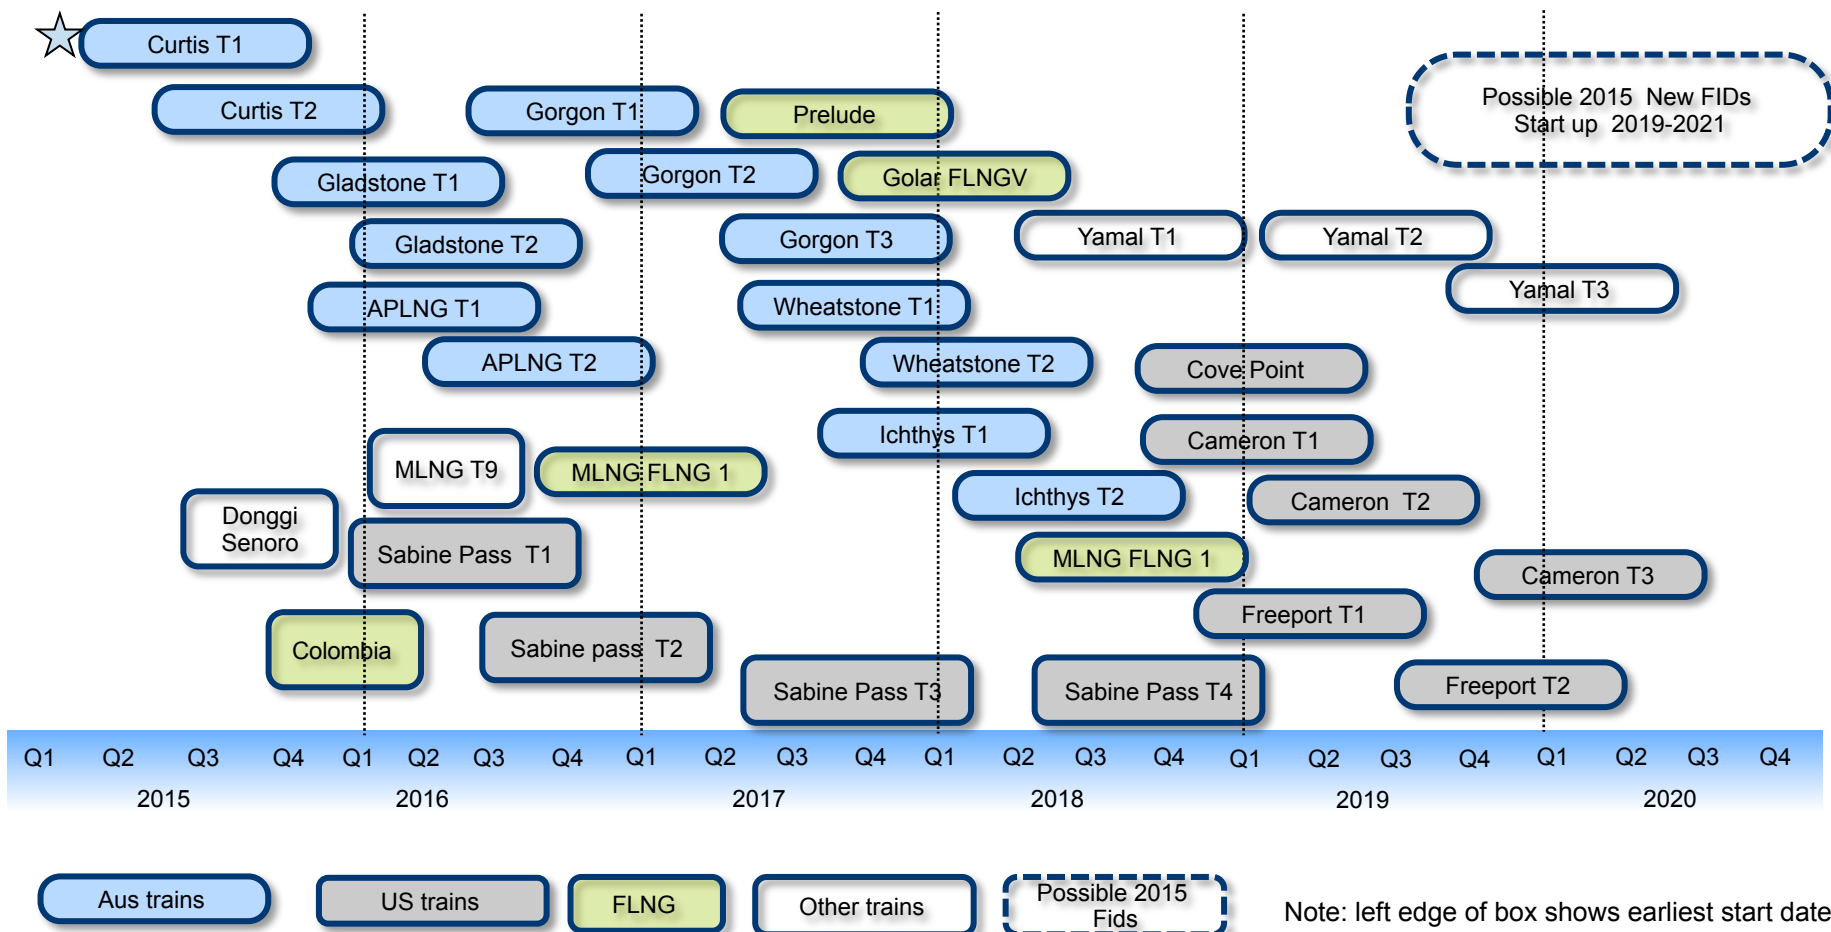 Curtis T1
Curtis T2
Gorgon T1
Prelude
Possible 2015  New FIDs
Start up  2019-2021
Gladstone T1
Gorgon T2
Golar FLNGV
Gladstone T2
Gorgon T3
Yamal T1
Yamal T2
APLNG T1
Wheatstone T1
Yamal T3
APLNG T2
Wheatstone T2
Cove Point
MLNG T9
MLNG FLNG 1
Ichthys T1
Cameron T1
Donggi
Senoro
Ichthys T2
Cameron  T2
Sabine Pass  T1
MLNG FLNG 1
Cameron T3
Colombia
Sabine pass  T2
Freeport T1
Sabine Pass T3
Sabine Pass T4
Freeport T2
Q1 Q2 Q3 Q4 Q1 Q2 Q3 Q4 Q1 Q2 Q3 Q4 Q1 Q2 Q3 Q4 Q1 Q2 Q3 Q4 Q1 Q2 Q3 Q4
2015 2016 2017 2018 2019 2020
Aus trains
US trains
FLNG
Other trains
Possible 2015
Fids
Note: left edge of box shows earliest start date